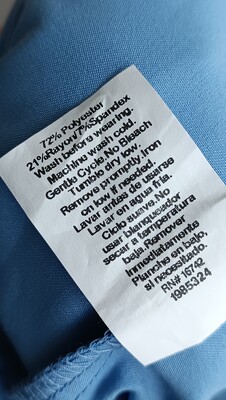 72% Polyester
21%Rayon/7%Spandex
Wash before wearing.
Machine wash cold.
Gentle Cycle.No Bleach
Tumble dry low.
Remove promptly Iron
on low if needed.
Lavar antes de usarse
Lavar en agua fria.
Ciclo suave.No
usar blanqueador
secar a temperatura
baja.Remover
inmediatamente
Planche en bajo,
si necesitado.
RN# 16742
1985324